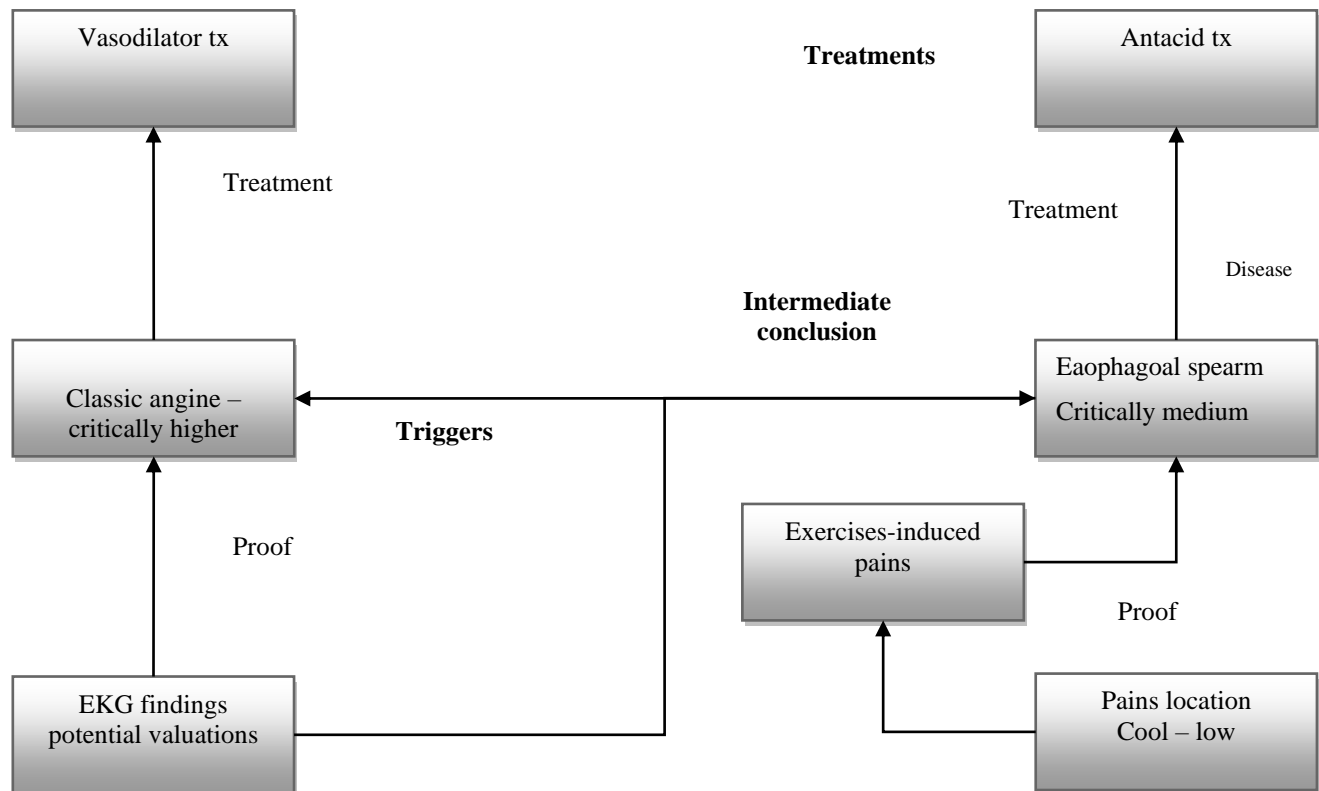 Vasodilator tx
Treatments
Antacid tx
Treatment
Treatment
Disease
Intermediate
conclusion
Classic angine –
critically higher
Triggers
Eaophagoal spearm
Critically medium
Proof
Exercises-induced
pains
Proof
EKG findings
potential valuations
Pains location
Cool – low